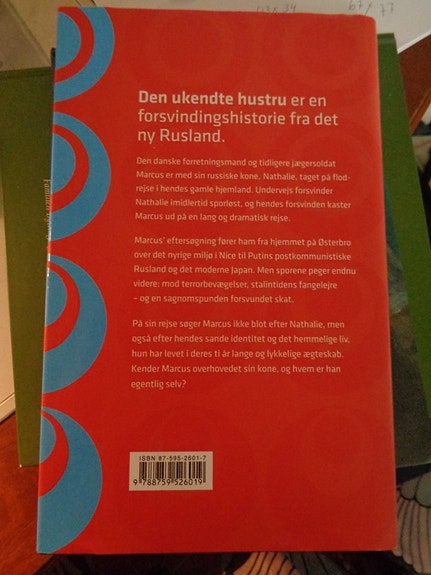 Den ukendte hustru er en
forsvindingshistorie fra det
ny Rusland.
Den danske forretningsmand og tidligere jægersoldat
Marcus er med sin russiske kone, Nathalie, taget på flod-
rejse i hendes gamle hjemland. Undervejs forsvinder
Nathalie imidlertid sporløst, og hendes forsvinden kaster
Marcus ud på en lang og dramatisk rejse.
Marcus' eftersøgning fører ham fra hjemmet på Østerbro
over det nyrige miljø i Nice til Putins postkommunistiske
Rusland og det moderne Japan. Men sporene peger endnu
videre: mod terrorbevægelser, stalintidens fangelejre
– og en sagnomspunden forsvundet skat.
På sin rejse søger Marcus ikke blot efter Nathalie, men
også efter hendes sande identitet og det hemmelige liv,
hun har levet i deres ti år lange og lykkelige ægteskab.
Kender Marcus overhovedet sin kone, og hvem er han
egentlig selv?
ISBN 87-595-2601-7
9 788759 526019